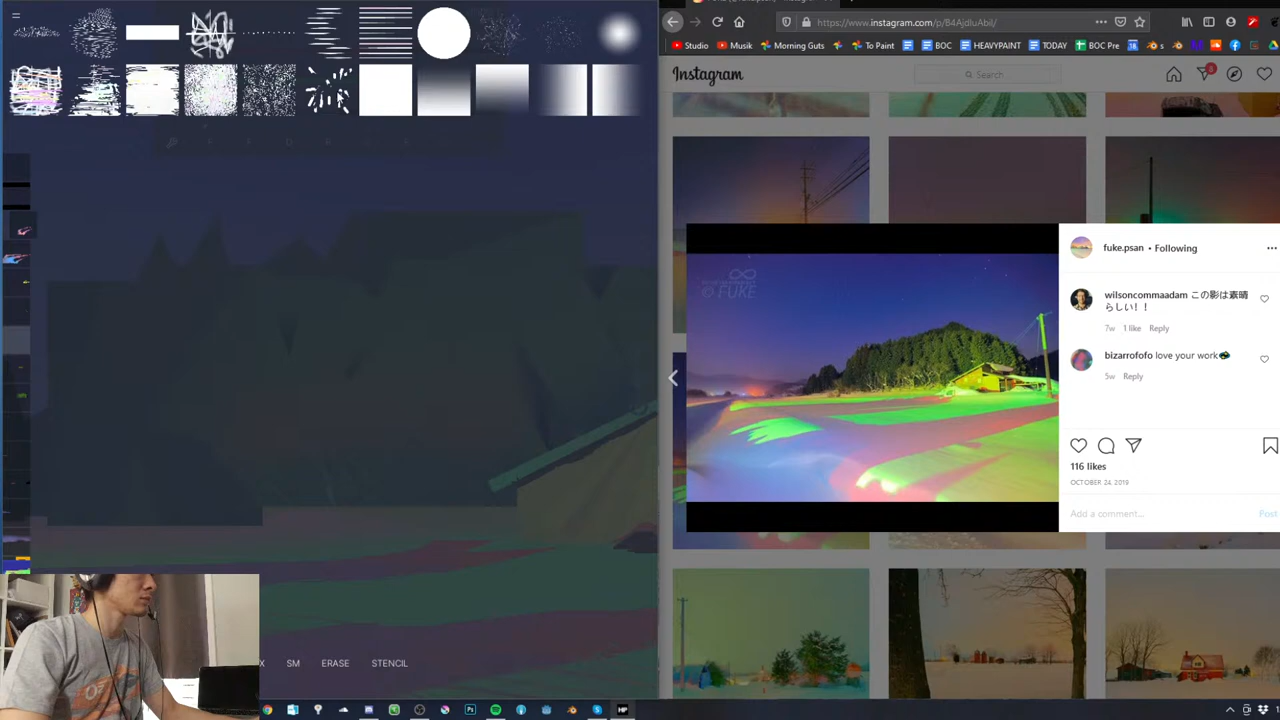 https://www.instagram.com/p/B4AjdluAbil/
Studio
Musik
Morning Guts
To Paint
BOC
HEAVYPAINT
TODAY
BOC Pre
Instagram
Search
FUKE
fuke.psan • Following
wilsoncommaadam この影は素晴
らしい！！
7w 1 like Reply
bizarrofofo love your work
5w Reply
116 likes
OCTOBER 24, 2019
Add a comment...
Post
X SM ERASE STENCIL